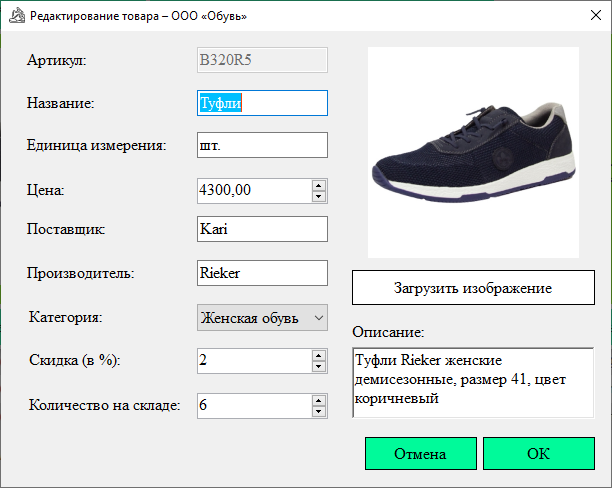 Редактирование товара – ООО «Обувь»
Артикул: B320R5
Название: Туфли
Единица измерения: шт.
Цена: 4300,00
Поставщик: Kari
Производитель: Rieker
Категория: Женская обувь
Скидка (в %): 2
Количество на складе: 6
Загрузить изображение
Описание:
Туфли Rieker женские
демисезонные, размер 41, цвет
коричневый
Отмена
ОК